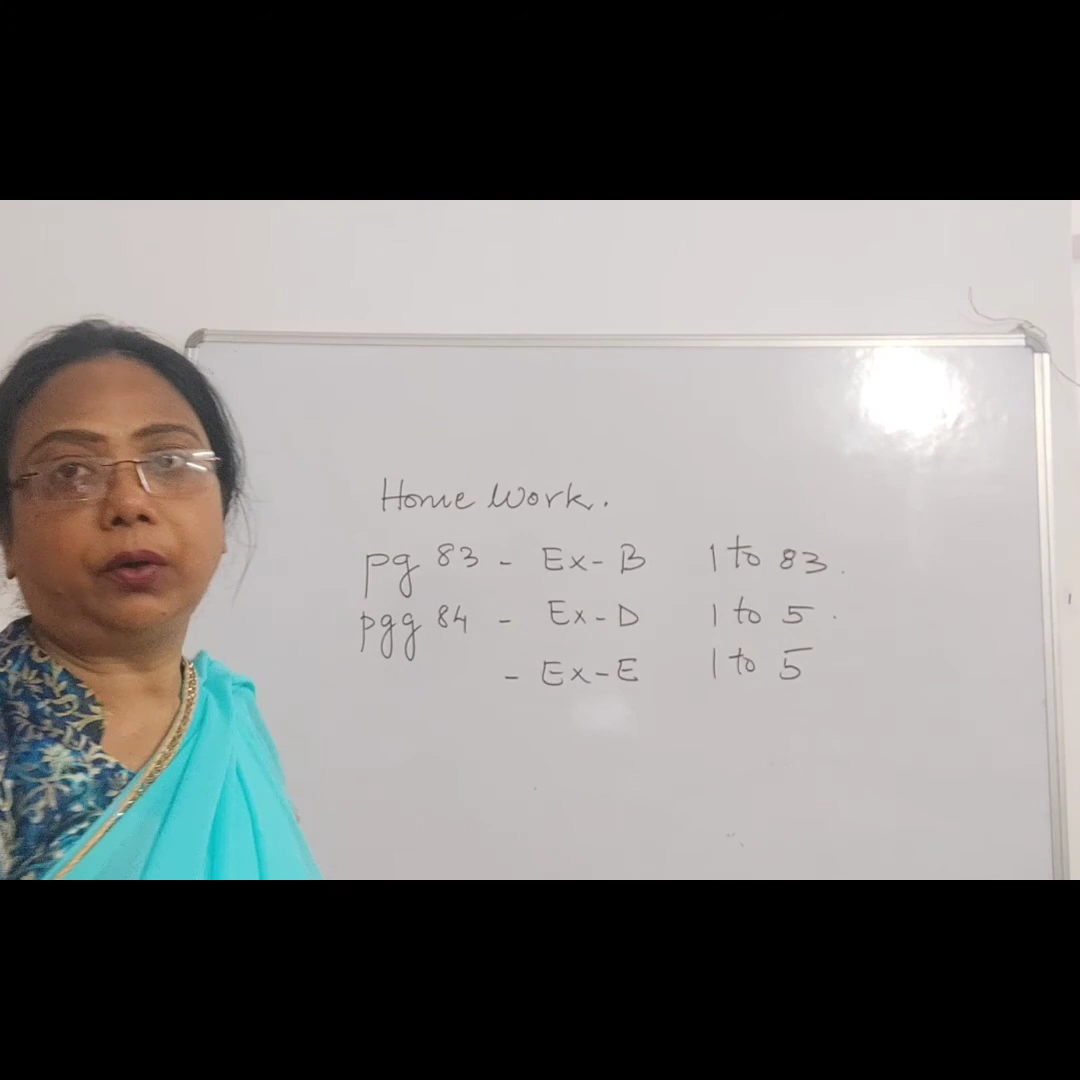 Home Work.
pg 83 - Ex-B 1 to 83.
pgg 84 - Ex-D 1 to 5.
- Ex-E 1 to 5